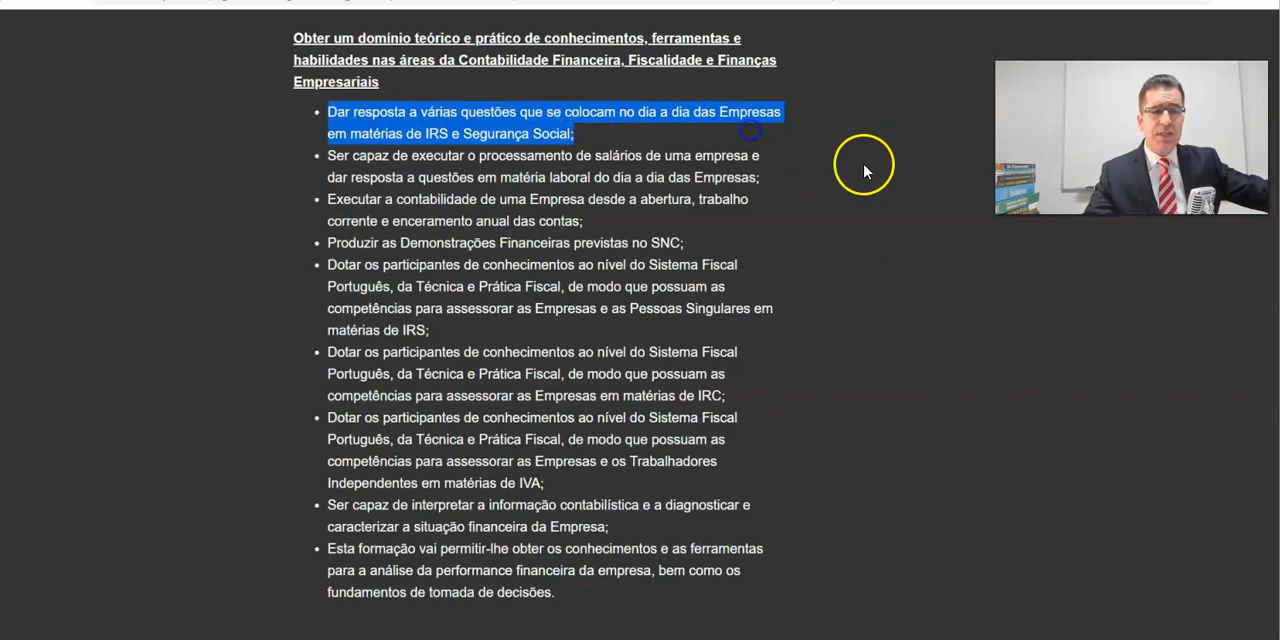 Obter um domínio teórico e prático de conhecimentos, ferramentas e
habilidades nas áreas da Contabilidade Financeira, Fiscalidade e Finanças
Empresariais
• Dar resposta a várias questões que se colocam no dia a dia das Empresas
em matérias de IRS e Segurança Social;
• Ser capaz de executar o processamento de salários de uma empresa e
dar resposta a questões em matéria laboral do dia a dia das Empresas;
• Executar a contabilidade de uma Empresa desde a abertura, trabalho
corrente e enceramento anual das contas;
• Produzir as Demonstrações Financeiras previstas no SNC;
• Dotar os participantes de conhecimentos ao nível do Sistema Fiscal
Português, da Técnica e Prática Fiscal, de modo que possuam as
competências para assessorar as Empresas e as Pessoas Singulares em
matérias de IRS;
• Dotar os participantes de conhecimentos ao nível do Sistema Fiscal
Português, da Técnica e Prática Fiscal, de modo que possuam as
competências para assessorar as Empresas em matérias de IRC;
• Dotar os participantes de conhecimentos ao nível do Sistema Fiscal
Português, da Técnica e Prática Fiscal, de modo que possuam as
competências para assessorar as Empresas e os Trabalhadores
Independentes em matérias de IVA;
• Ser capaz de interpretar a informação contabilística e a diagnosticar e
caracterizar a situação financeira da Empresa;
• Esta formação vai permitir-lhe obter os conhecimentos e as ferramentas
para a análise da performance financeira da empresa, bem como os
fundamentos de tomada de decisões.